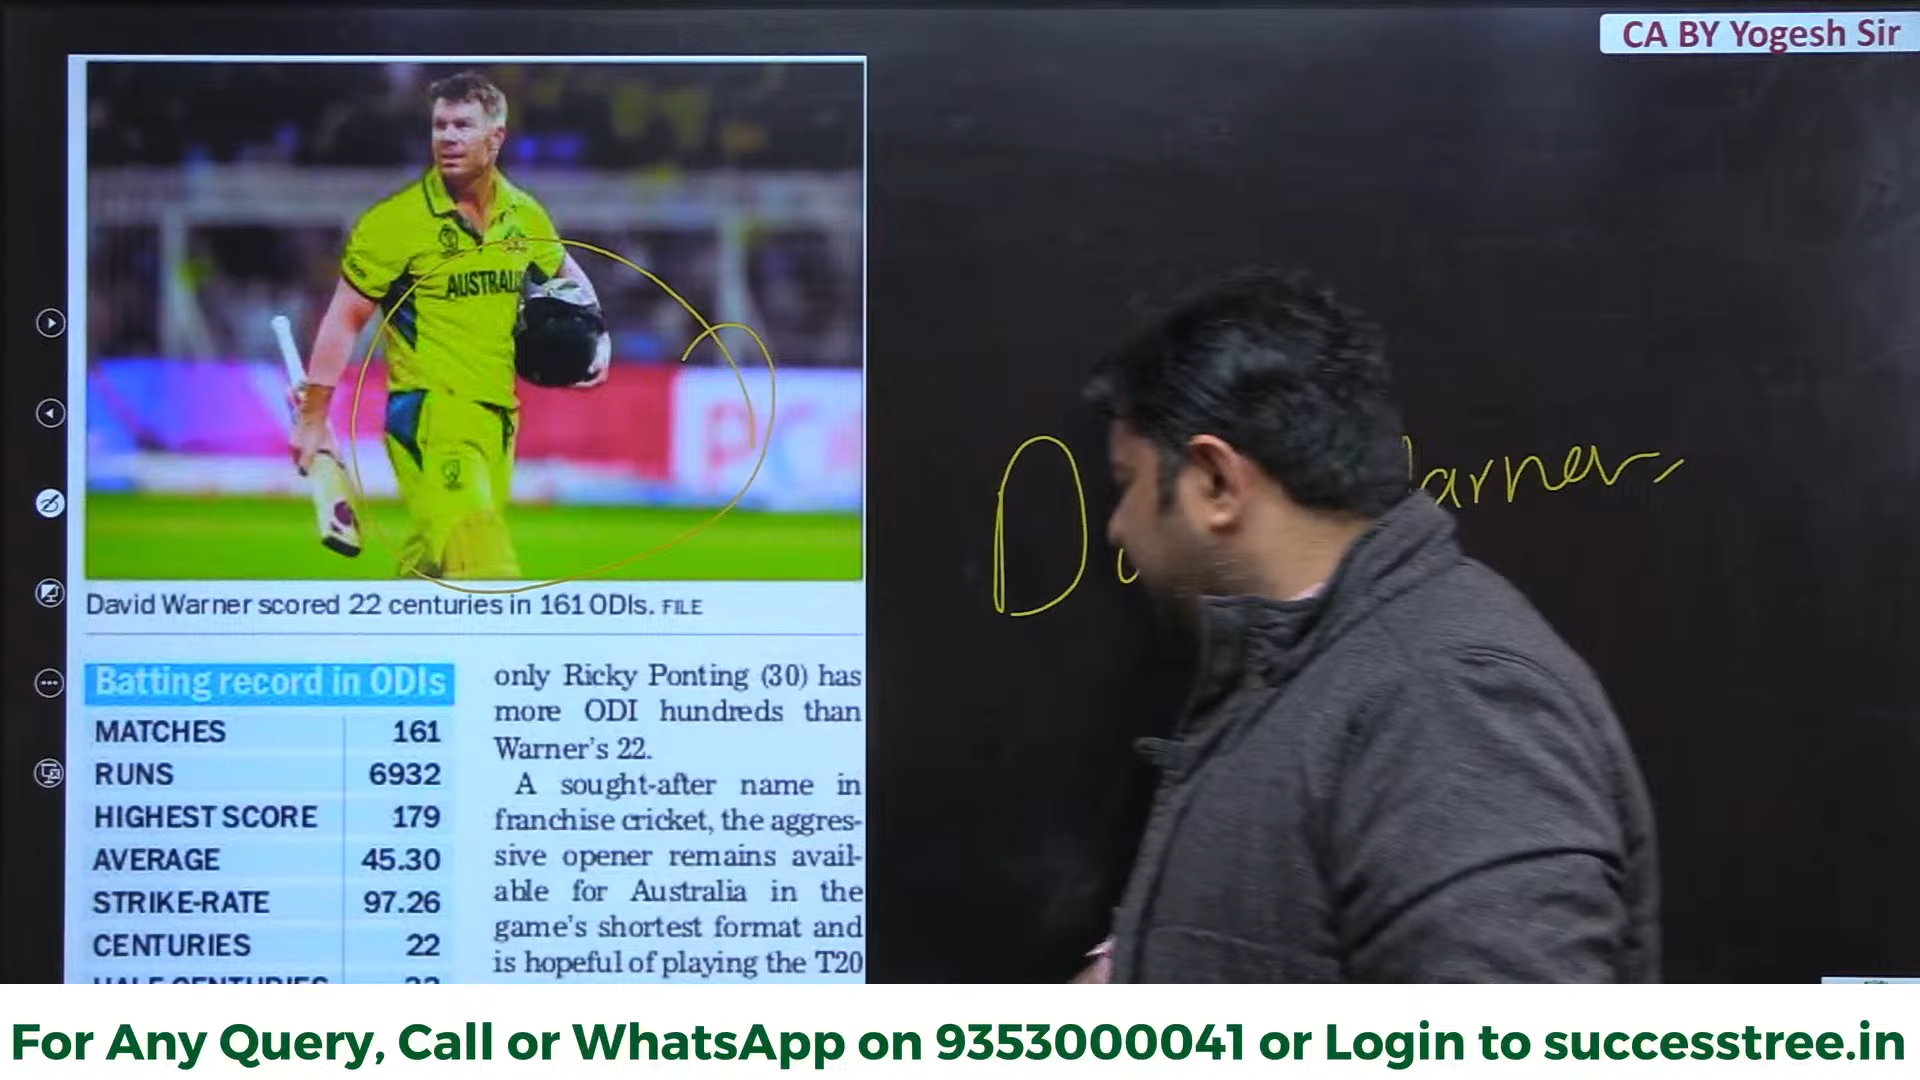 CA BY Yogesh Sir
AUSTRALI
David Warner scored 22 centuries in 161 ODIs. FILE
Batting record in ODIs
MATCHES 161
RUNS 6932
HIGHEST SCORE 179
AVERAGE 45.30
STRIKE-RATE 97.26
CENTURIES 22
only Ricky Ponting (30) has
more ODI hundreds than
Warner's 22.
A sought-after name in
franchise cricket, the aggres-
sive opener remains avail-
able for Australia in the
game's shortest format and
is hopeful of playing the T20
D arner
For Any Query, Call or WhatsApp on 9353000041 or Login to successtree.in